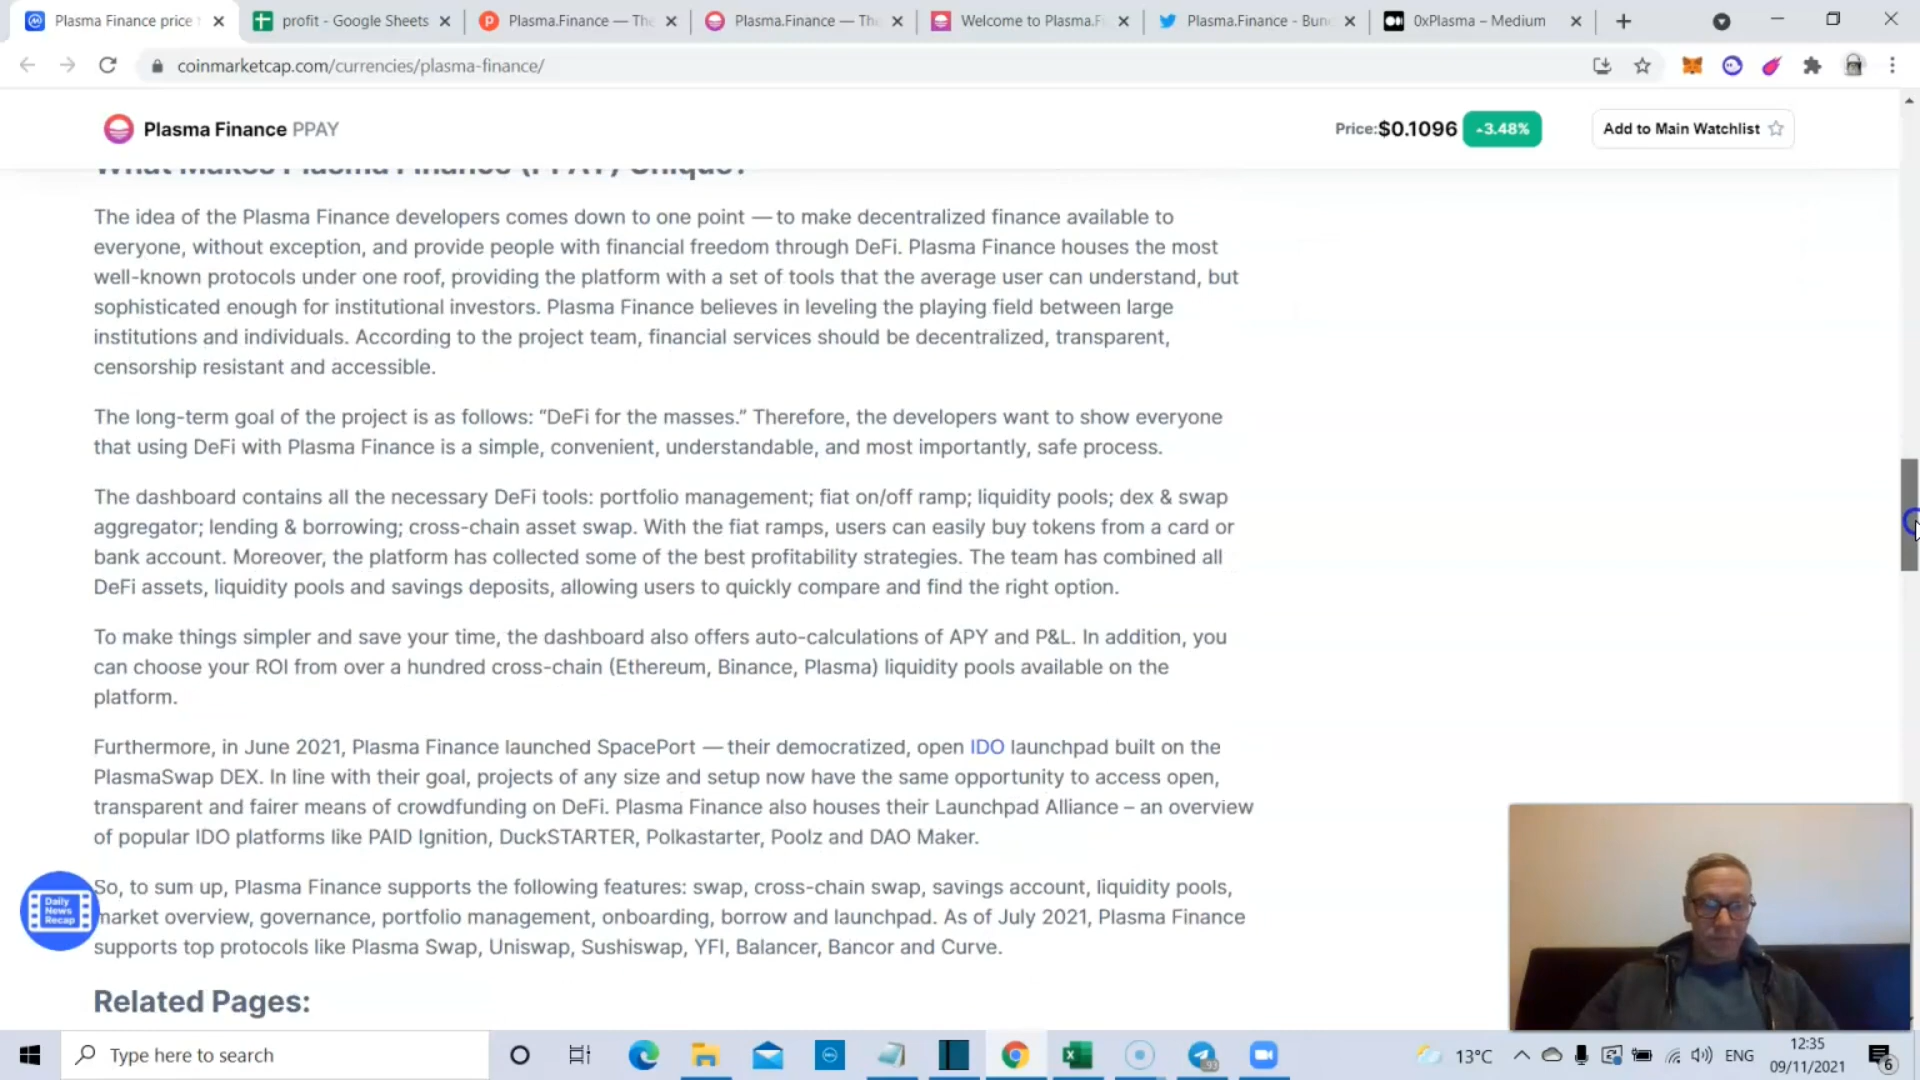 Plasma Finance price
profit - Google Sheets
Plasma.Finance — The
Plasma.Finance — The
Welcome to Plasma.F
Plasma.Finance - Bun
0xPlasma – Medium
coinmarketcap.com/currencies/plasma-finance/
Plasma Finance PPAY
Price:$0.1096 3.48%
Add to Main Watchlist
What Makes Plasma Finance (PPAY) Unique?
The idea of the Plasma Finance developers comes down to one point — to make decentralized finance available to
everyone, without exception, and provide people with financial freedom through DeFi. Plasma Finance houses the most
well-known protocols under one roof, providing the platform with a set of tools that the average user can understand, but
sophisticated enough for institutional investors. Plasma Finance believes in leveling the playing field between large
institutions and individuals. According to the project team, financial services should be decentralized, transparent,
censorship resistant and accessible.
The long-term goal of the project is as follows: “DeFi for the masses.” Therefore, the developers want to show everyone
that using DeFi with Plasma Finance is a simple, convenient, understandable, and most importantly, safe process.
The dashboard contains all the necessary DeFi tools: portfolio management; fiat on/off ramp; liquidity pools; dex & swap
aggregator; lending & borrowing; cross-chain asset swap. With the fiat ramps, users can easily buy tokens from a card or
bank account. Moreover, the platform has collected some of the best profitability strategies. The team has combined all
DeFi assets, liquidity pools and savings deposits, allowing users to quickly compare and find the right option.
To make things simpler and save your time, the dashboard also offers auto-calculations of APY and P&L. In addition, you
can choose your ROI from over a hundred cross-chain (Ethereum, Binance, Plasma) liquidity pools available on the
platform.
Furthermore, in June 2021, Plasma Finance launched SpacePort — their democratized, open IDO launchpad built on the
PlasmaSwap DEX. In line with their goal, projects of any size and setup now have the same opportunity to access open,
transparent and fairer means of crowdfunding on DeFi. Plasma Finance also houses their Launchpad Alliance – an overview
of popular IDO platforms like PAID Ignition, DuckSTARTER, Polkastarter, Poolz and DAO Maker.
So, to sum up, Plasma Finance supports the following features: swap, cross-chain swap, savings account, liquidity pools,
market overview, governance, portfolio management, onboarding, borrow and launchpad. As of July 2021, Plasma Finance
supports top protocols like Plasma Swap, Uniswap, Sushiswap, YFI, Balancer, Bancor and Curve.
Daily
News
Recap
Related Pages:
Type here to search
93
13°C
ENG
12:35
09/11/2021
6